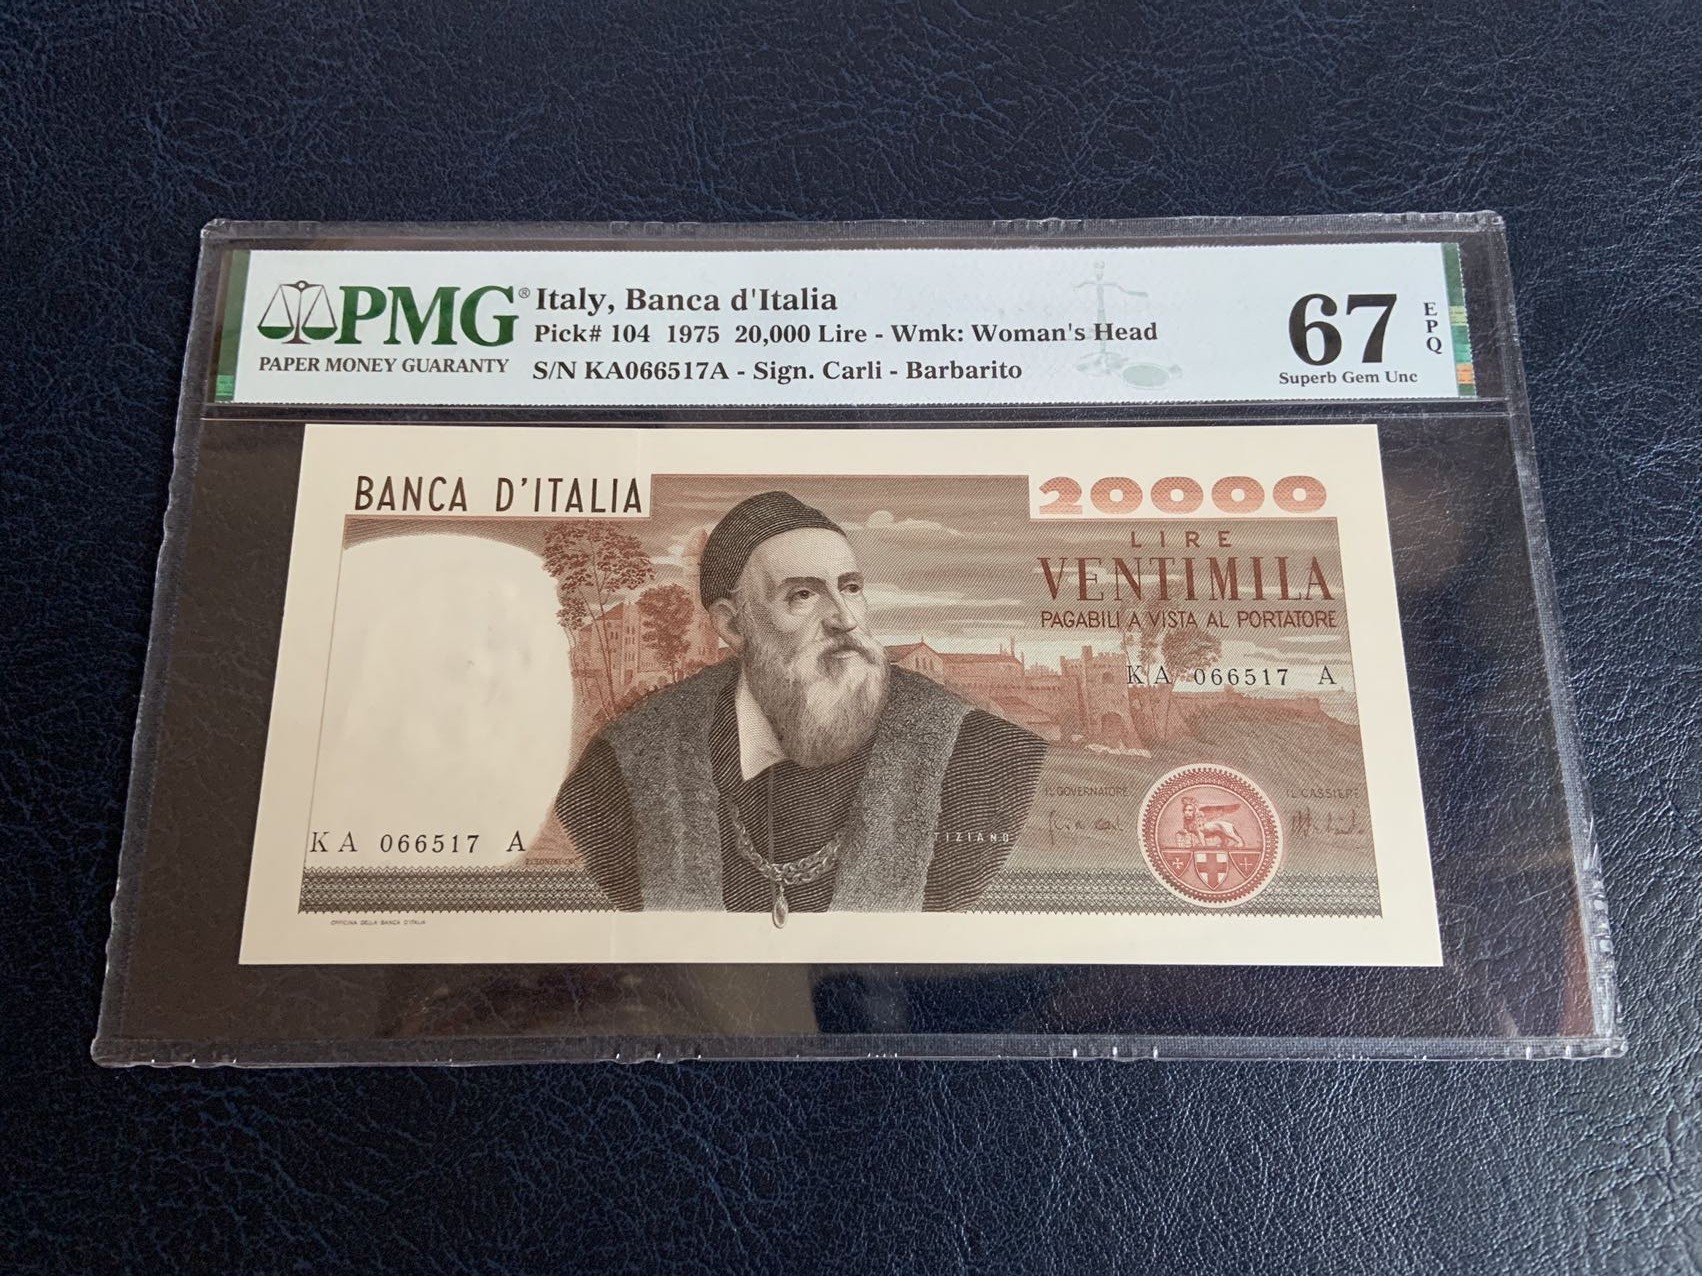 PMG®
PAPER MONEY GUARANTY
Italy, Banca d'Italia
Pick# 104 1975 20,000 Lire - Wmk: Woman's Head
S/N KA066517A - Sign. Carli - Barbarito
67
EPQ
Superb Gem Unc
BANCA D'ITALIA
20000
LIRE
VENTIMILA
PAGABILI A VISTA AL PORTATORE
KA 066517 A
IL GOVERNATORE
IL CASSIERE
TIZIANO
KA 066517 A
OFFICINA DELLA BANCA D'ITALIA